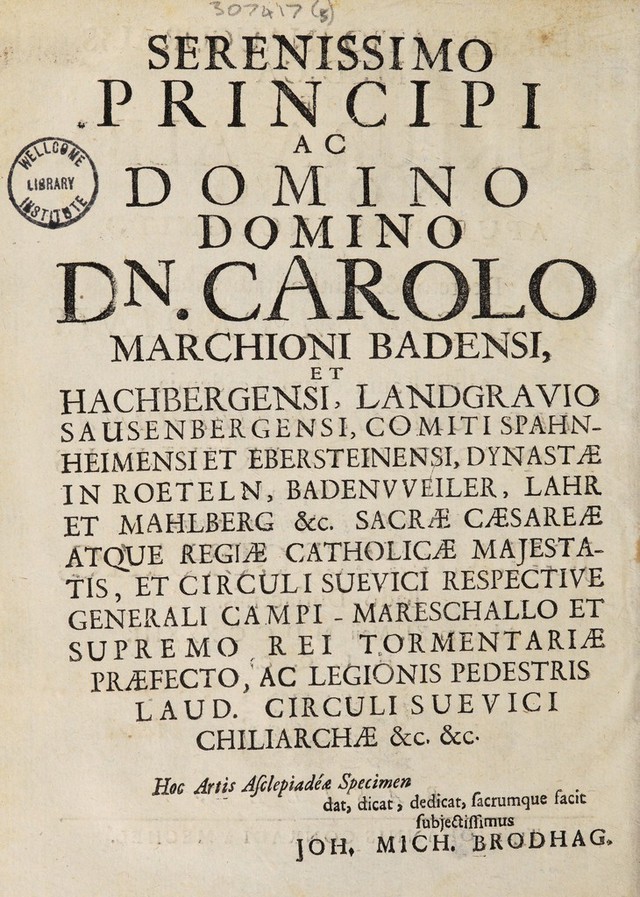 307417(8)
SERENISSIMO
PRINCIPI
AC
DOMINO
DOMINO
DN. CAROLO
MARCHIONI BADENSI,
ET
HACHBERGENSI, LANDGRAVIO
SAUSENBERGENSI, COMITI SPAHN-
HEIMENSI ET EBERSTEINENSI, DYNASTÆ
IN ROETELN, BADENVVEILER, LAHR
ET MAHLBERG &c. SACRÆ CÆSAREÆ
ATQUE REGIÆ CATHOLICÆ MAJESTA-
TIS, ET CIRCULI SUEVICI RESPECTIVE
GENERALI CAMPI - MARESCHALLO ET
SUPREMO REI TORMENTARIÆ
PRÆFECTO, AC LEGIONIS PEDESTRIS
LAUD. CIRCULI SUEVICI
CHILIARCHÆ &c. &c.
Hoc Artis Aſclepiadéæ Specimen
dat, dicat, dedicat, ſacrumque facit
ſubjectiſſimus
JOH. MICH. BRODHAG.
WELLCOME
LIBRARY
INSTITUTE